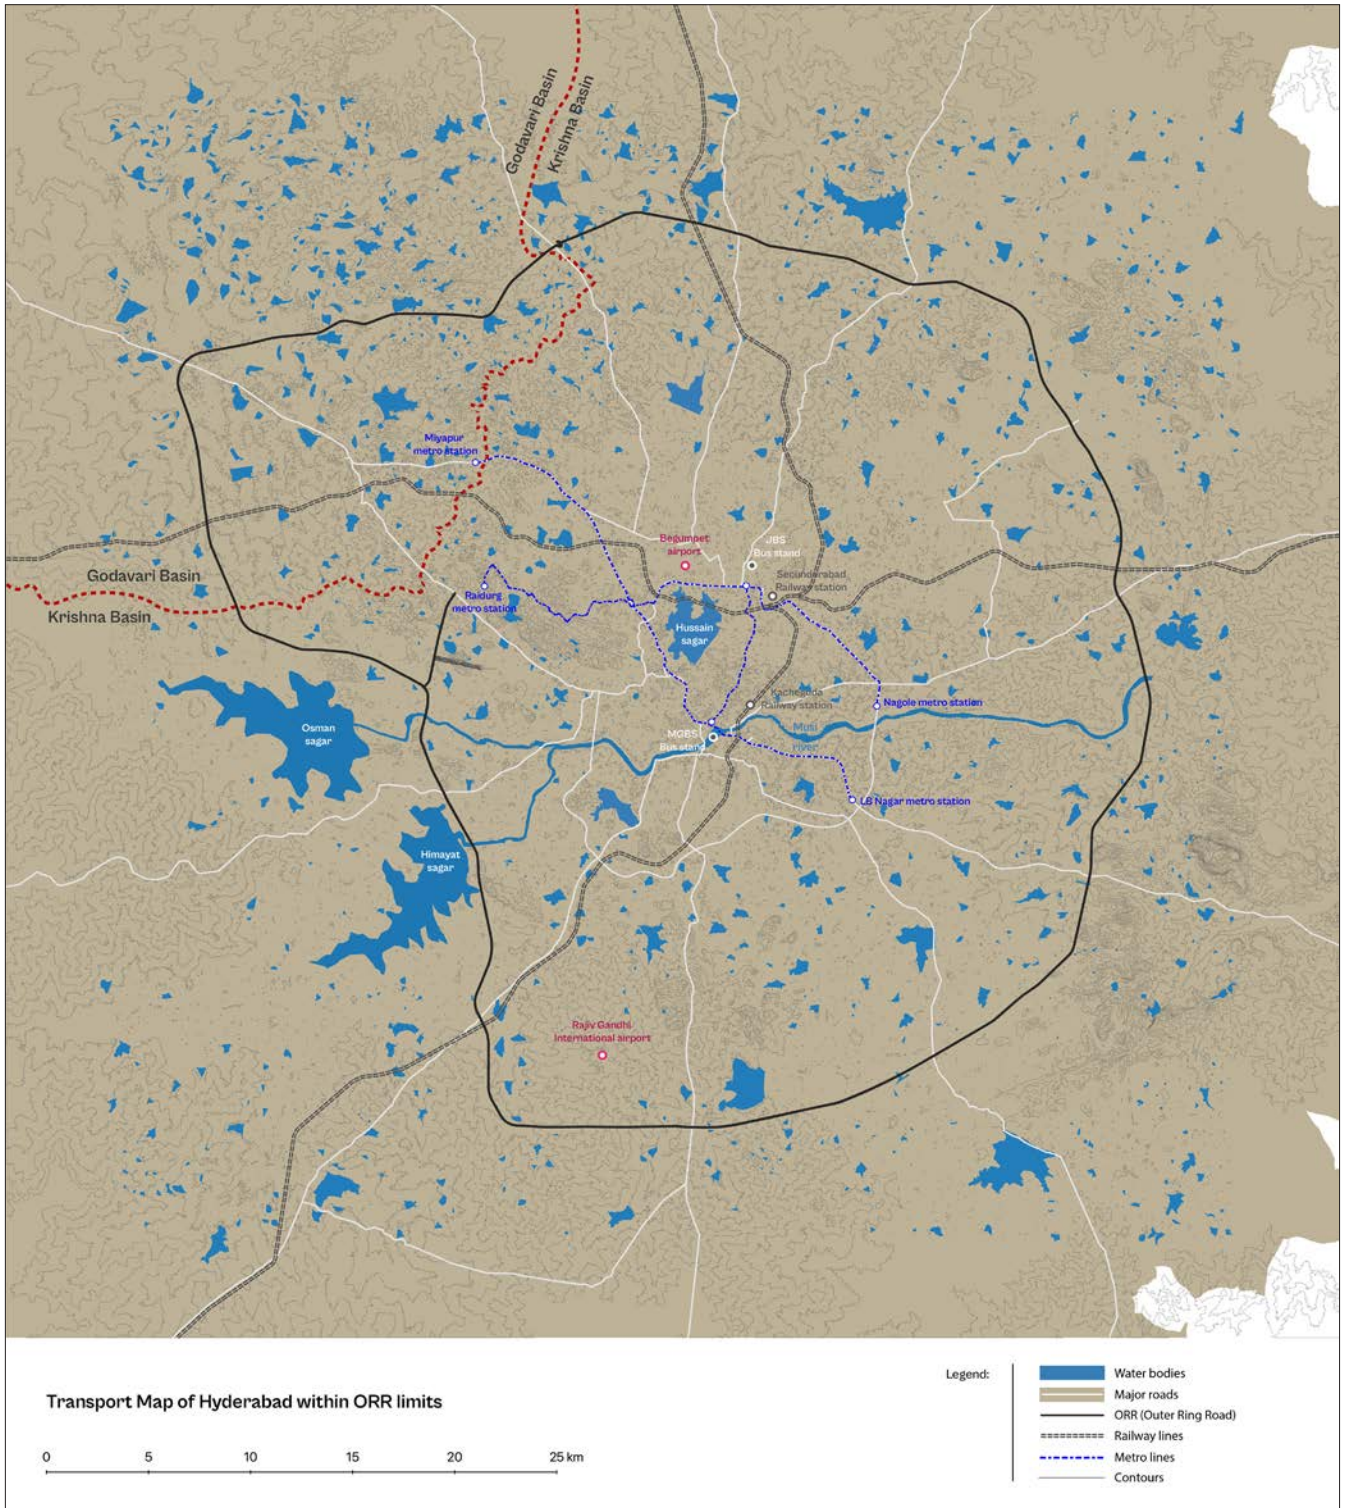 Godavari Basin
Krishna Basin
Miyapur
metro station
Begumpet
airport
JBS
Bus stand
Secunderabad
Railway station
Godavari Basin
Krishna Basin
Raidurg
metro station
Hussain
sagar
Kacheguda
Railway station
Nagole metro station
Osman
sagar
MGBS
Bus stand
Musi
river
LB Nagar metro station
Himayat
sagar
Rajiv Gandhi
International airport
Transport Map of Hyderabad within ORR limits
0 5 10 15 20 25 km
Legend:
Water bodies
Major roads
ORR (Outer Ring Road)
Railway lines
Metro lines
Contours